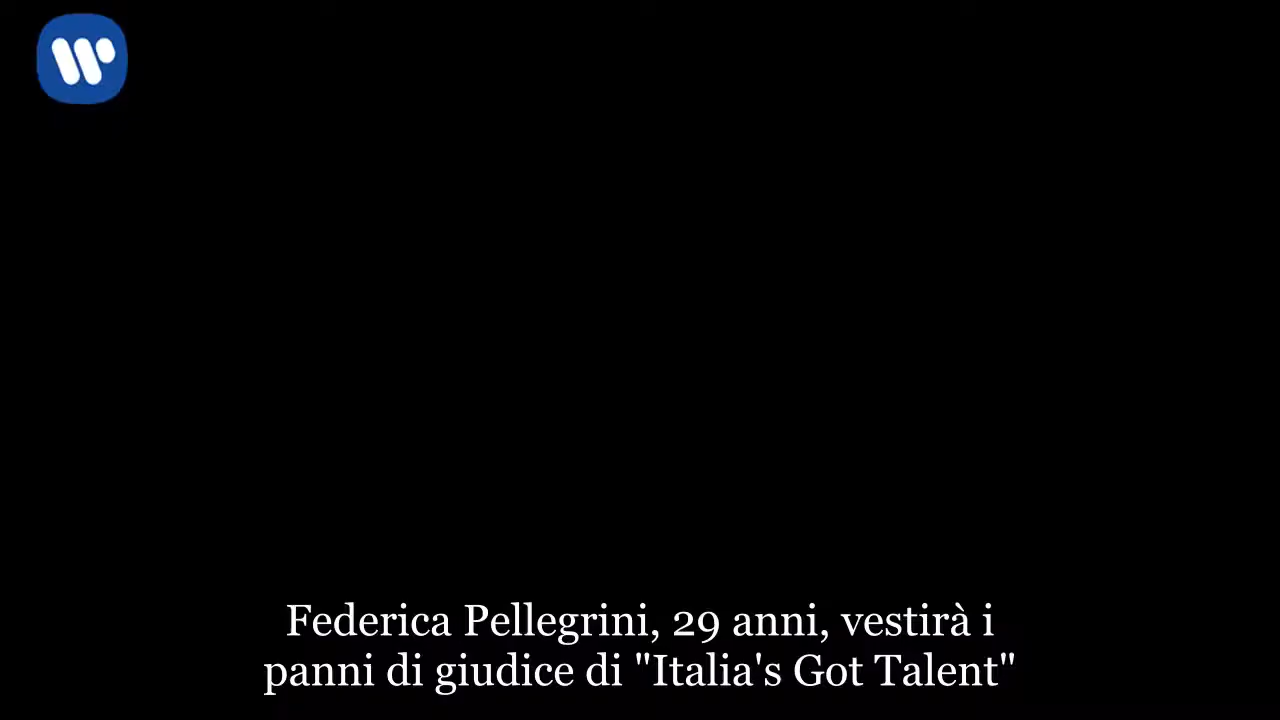 Federica Pellegrini, 29 anni, vestirà i
panni di giudice di "Italia's Got Talent"